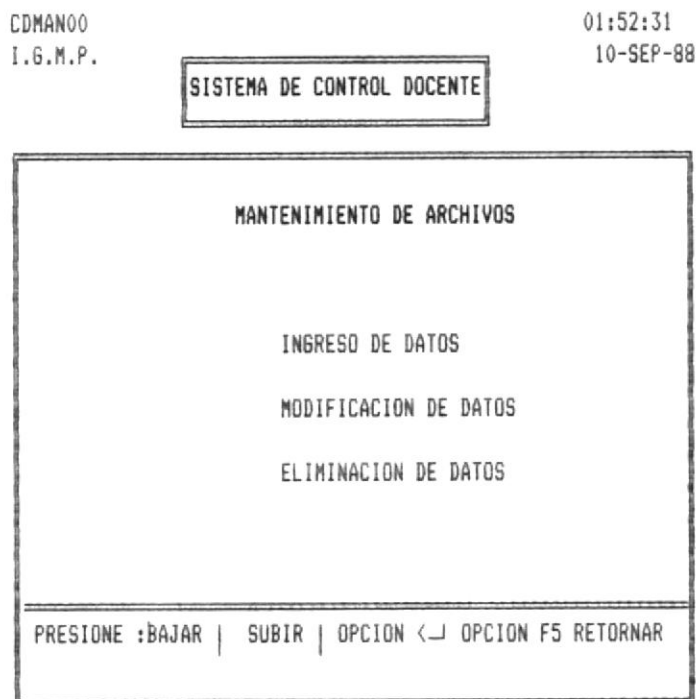 CDMAN00 01:52:31
I.G.M.P. 10-SEP-88
SISTEMA DE CONTROL DOCENTE
MANTENIMIENTO DE ARCHIVOS
INGRESO DE DATOS
MODIFICACION DE DATOS
ELIMINACION DE DATOS
PRESIONE :BAJAR | SUBIR | OPCION <┘ OPCION F5 RETORNAR